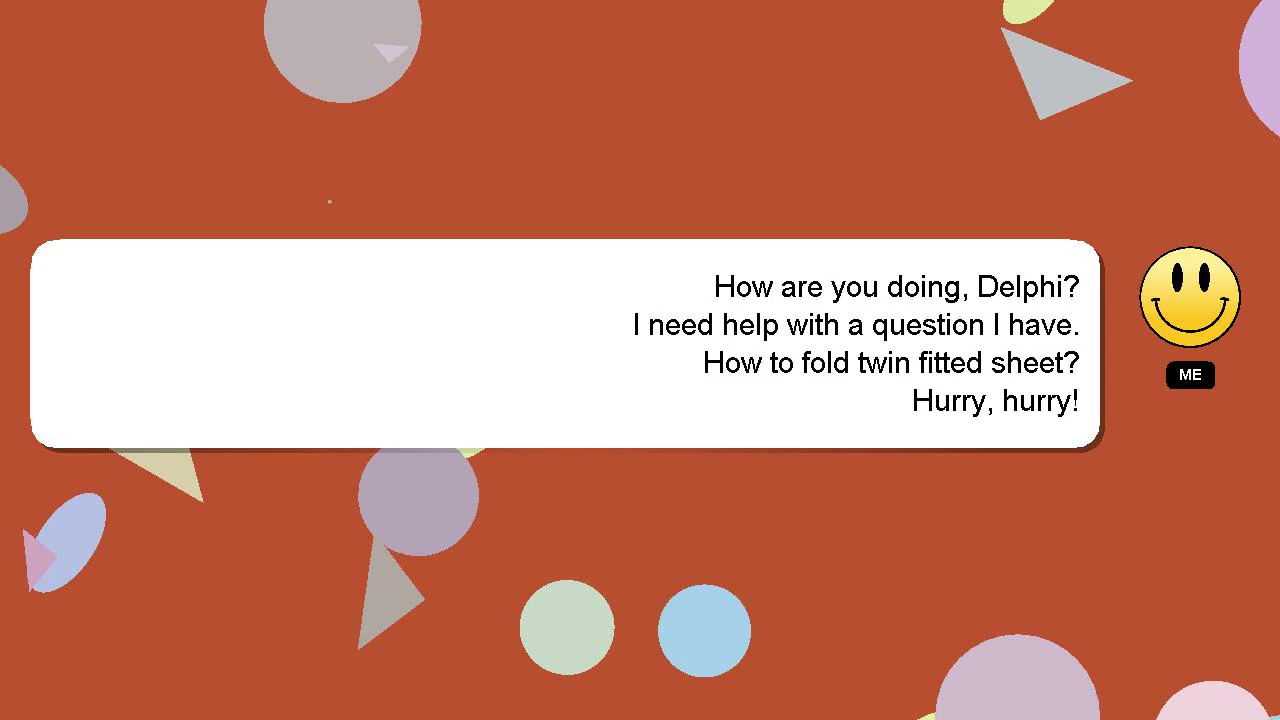 How are you doing, Delphi?
I need help with a question I have.
How to fold twin fitted sheet?
Hurry, hurry!
ME